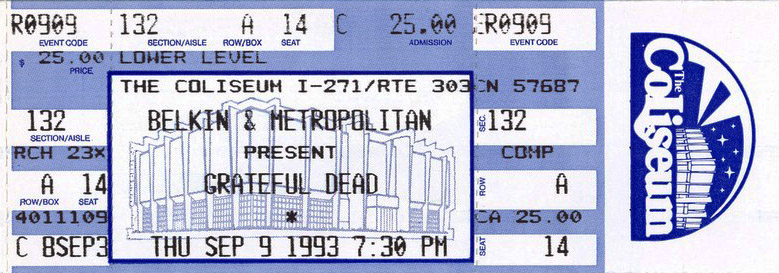 R0909 132 A 14 C 25.00 ER0909
EVENT CODE SECTION/AISLE ROW/BOX SEAT ADMISSION EVENT CODE
$ 25.00 LOWER LEVEL
PRICE
THE COLISEUM I-271/RTE 303 CN 57687
132 BELKIN & METROPOLITAN SEC. 132
SECTION/AISLE
RCH 23X PRESENT COMP
A 14 GRATEFUL DEAD ROW A
ROW/BOX SEAT
4011109 * CA 25.00
C 8SEP3 THU SEP 9 1993 7:30 PM SEAT 14
The
Coliseum